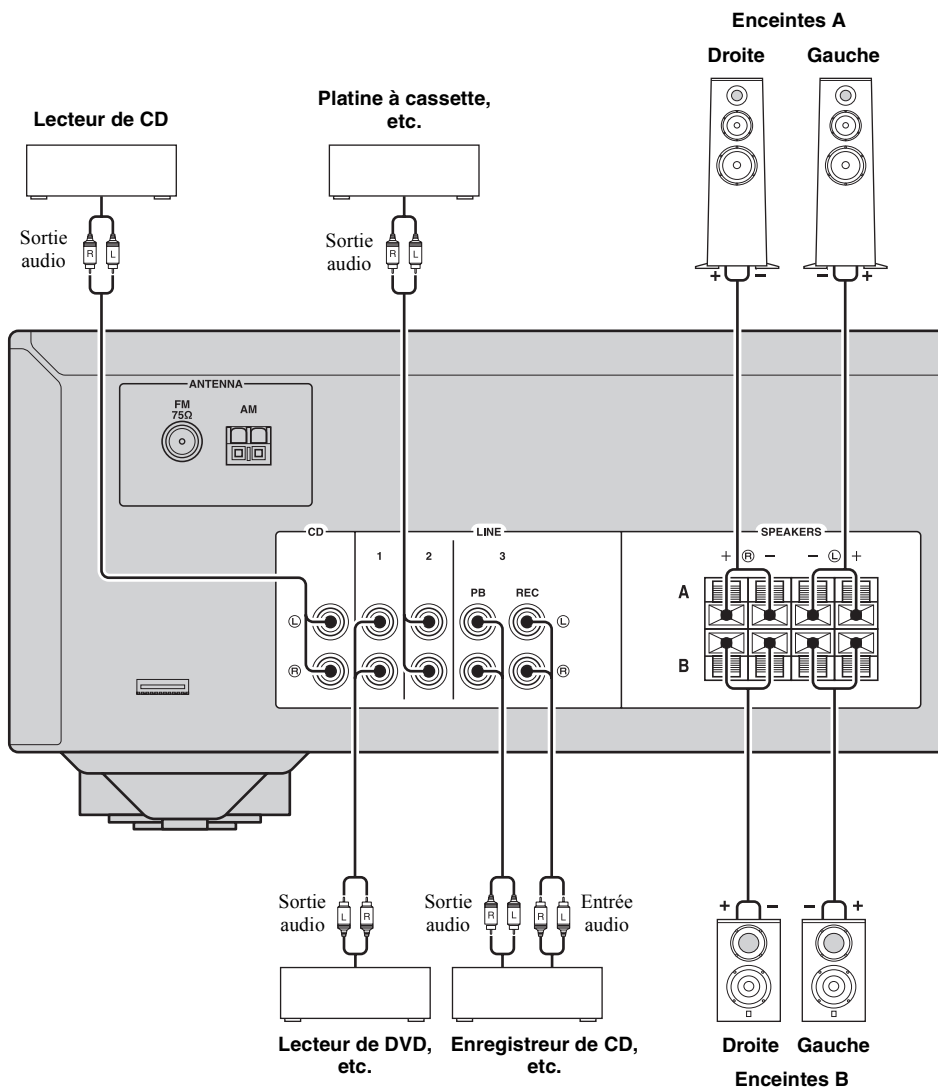 Enceintes A
Droite Gauche
Platine à cassette,
etc.
Lecteur de CD
Sortie
audio
R L
Sortie
audio
R L
+ − − +
ANTENNA
FM
75Ω
AM
CD
LINE
SPEAKERS
1 2 3
+ R − − L +
PB REC
A
L L
R R
B
Sortie
audio
L R
Sortie
audio
R L
R L
Entrée
audio
+ − − +
Lecteur de DVD,
etc.
Enregistreur de CD,
etc.
Droite Gauche
Enceintes B